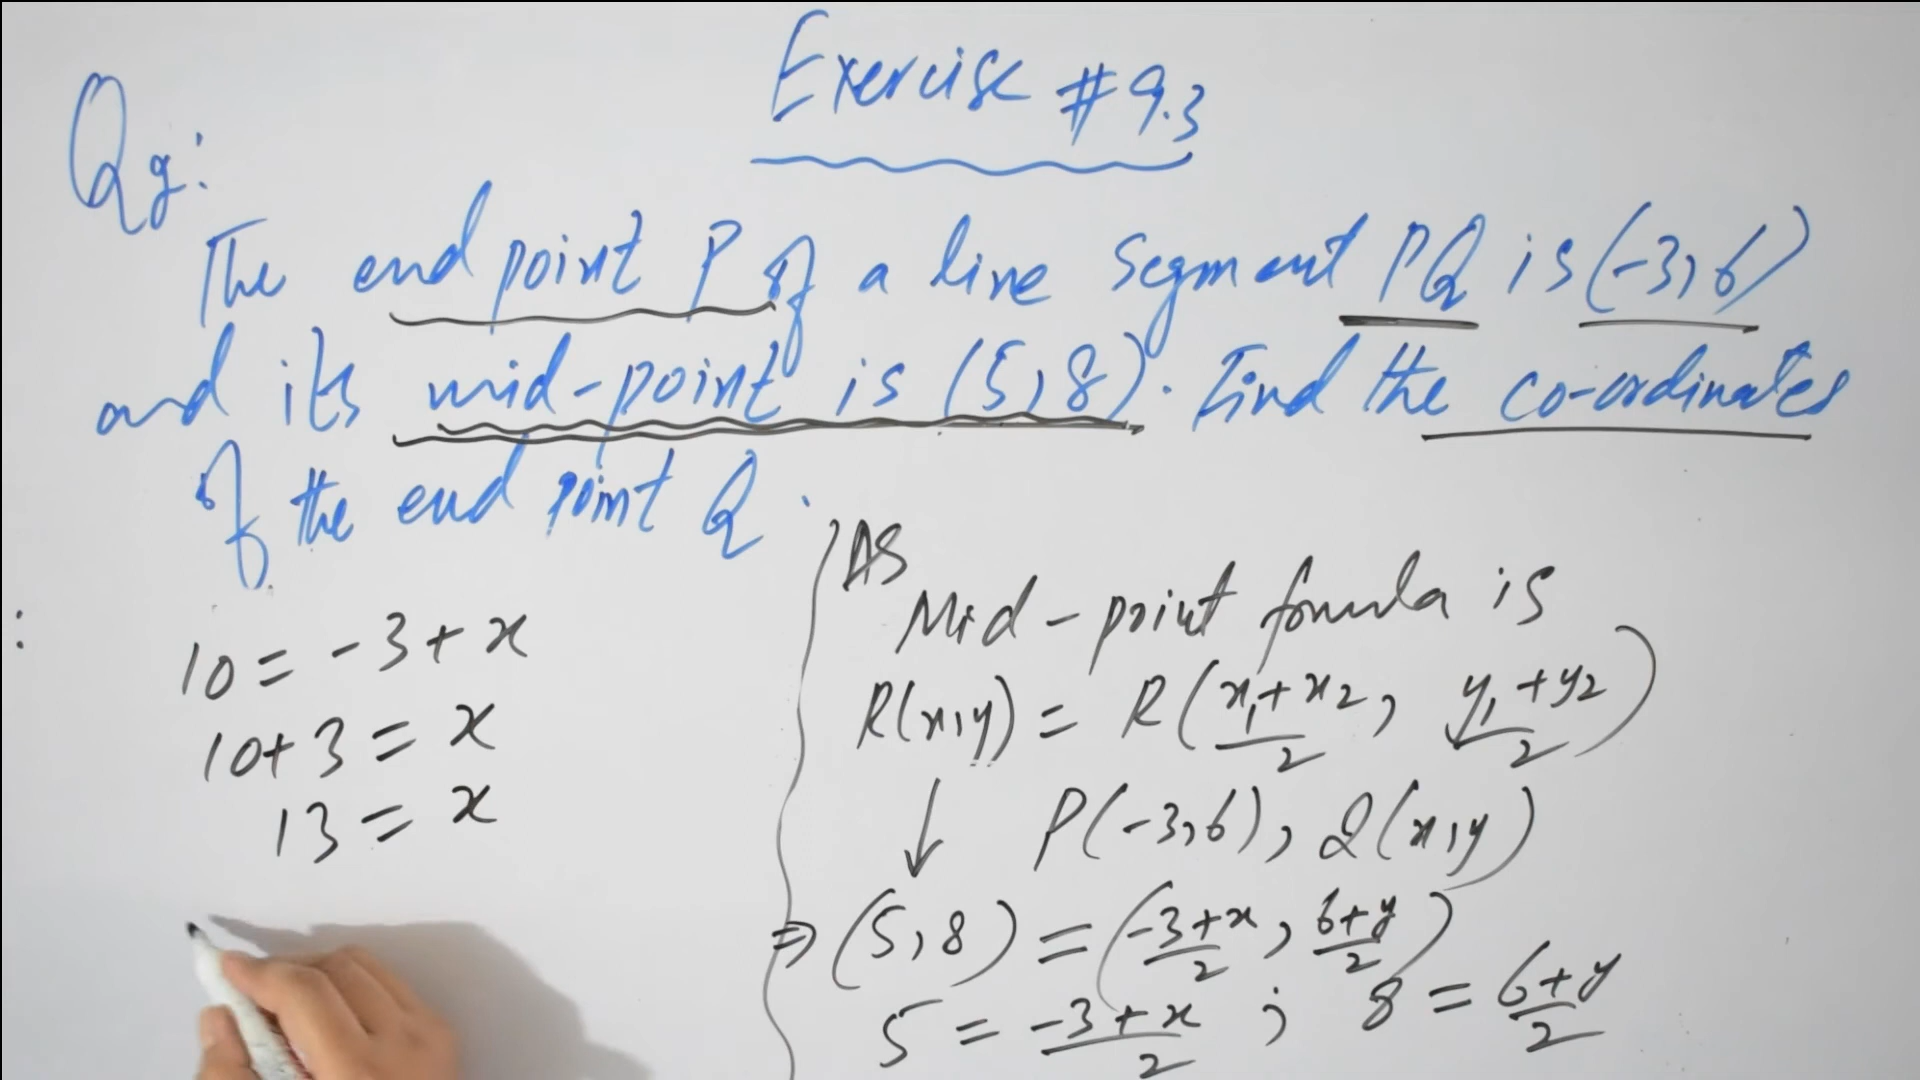 Exercise #9.3
Qg:
The end point P of a line segment PQ is (-3,6)
and its mid-point is (5,8). Find the co-ordinates
of the end point Q.
:
10 = -3+x
10+3 = x
13 = x
AS
Mid-point fomula is
R(x,y) = R(x₁+x₂/2, y₁+y₂/2)
↓ P(-3,6), Q(x,y)
⇒ (5,8) = (-3+x/2, 6+y/2)
5 = -3+x/2 ; 8 = 6+y/2